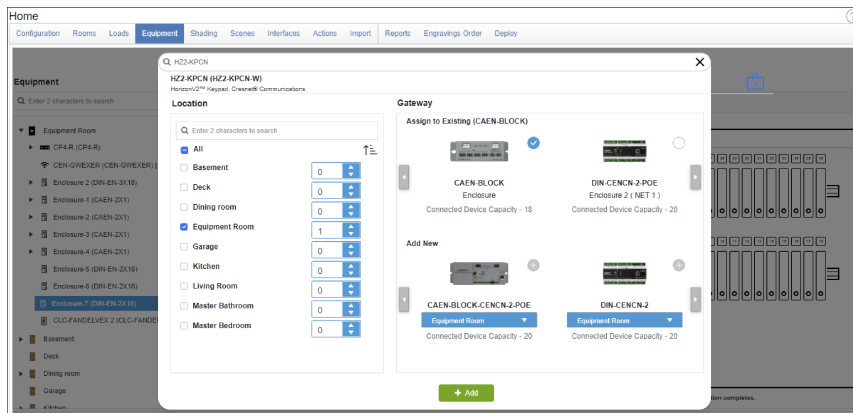 Home
Configuration Rooms Loads Equipment Shading Scenes Interfaces Actions Import Reports Engravings Order Deploy
Equipment
Enter 2 characters to search
Equipment Room
CP4-R (CP4-R)
CEN-GWEXER (CEN-GWEXER)
Enclosure 2 (DIN-EN-3X18)
Enclosure-1 (CAEN-2X1)
Enclosure-2 (CAEN-2X1)
Enclosure-3 (CAEN-2X1)
Enclosure-4 (CAEN-2X1)
Enclosure-5 (DIN-EN-2X18)
Enclosure-6 (DIN-EN-2X18)
Enclosure-7 (DIN-EN-2X18)
CLC-FANDELVEX 2 (CLC-FANDE
Basement
Deck
Dining room
Garage
Kitchen
HZ2-KPCN
HZ2-KPCN (HZ2-KPCN-W)
HorizonV2™ Keypad, Cresnet® Communications
Location
Enter 2 characters to search
All
Basement 0
Deck 0
Dining room 0
Equipment Room 1
Garage 0
Kitchen 0
Living Room 0
Master Bathroom 0
Master Bedroom 0
Gateway
Assign to Existing (CAEN-BLOCK)
CAEN-BLOCK
Enclosure
Connected Device Capacity - 18
DIN-CENCN-2-POE
Enclosure 2 ( NET 1 )
Connected Device Capacity - 20
Add New
CAEN-BLOCK-CENCN-2-POE
Equipment Room
Connected Device Capacity - 20
DIN-CENCN-2
Equipment Room
Connected Device Capacity - 20
+ Add
tion completes.